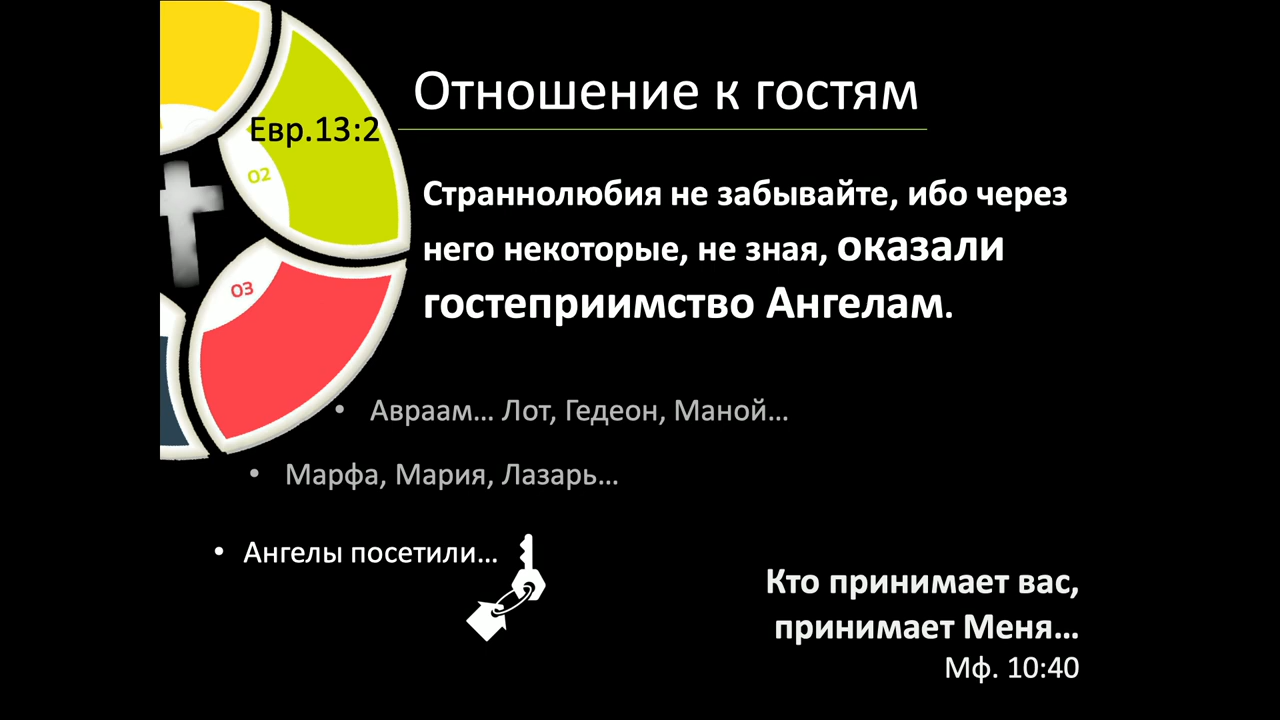 Отношение к гостям
Евр.13:2
02
Страннолюбия не забывайте, ибо через
него некоторые, не зная, оказали
гостеприимство Ангелам.
03
• Авраам... Лот, Гедеон, Маной...
• Марфа, Мария, Лазарь...
• Ангелы посетили...
Кто принимает вас,
принимает Меня...
Мф. 10:40